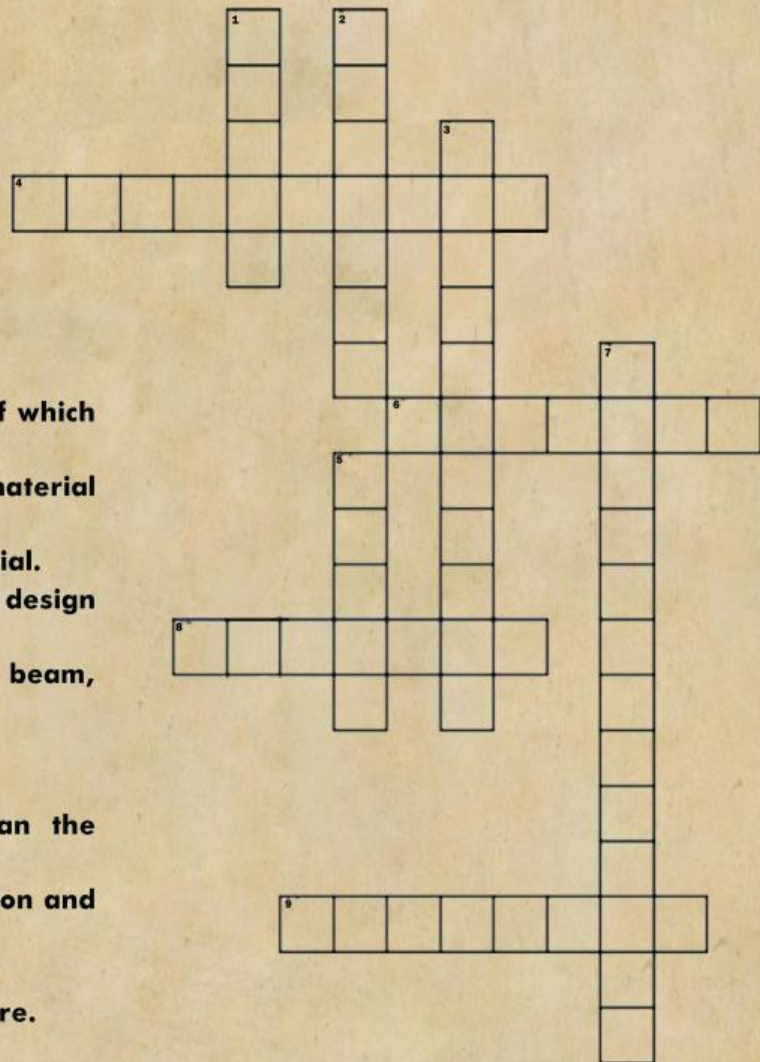 1
2
3
4
7
f which
6
naterial
5
ial.
design
8
beam,
an the
9
on and
re.